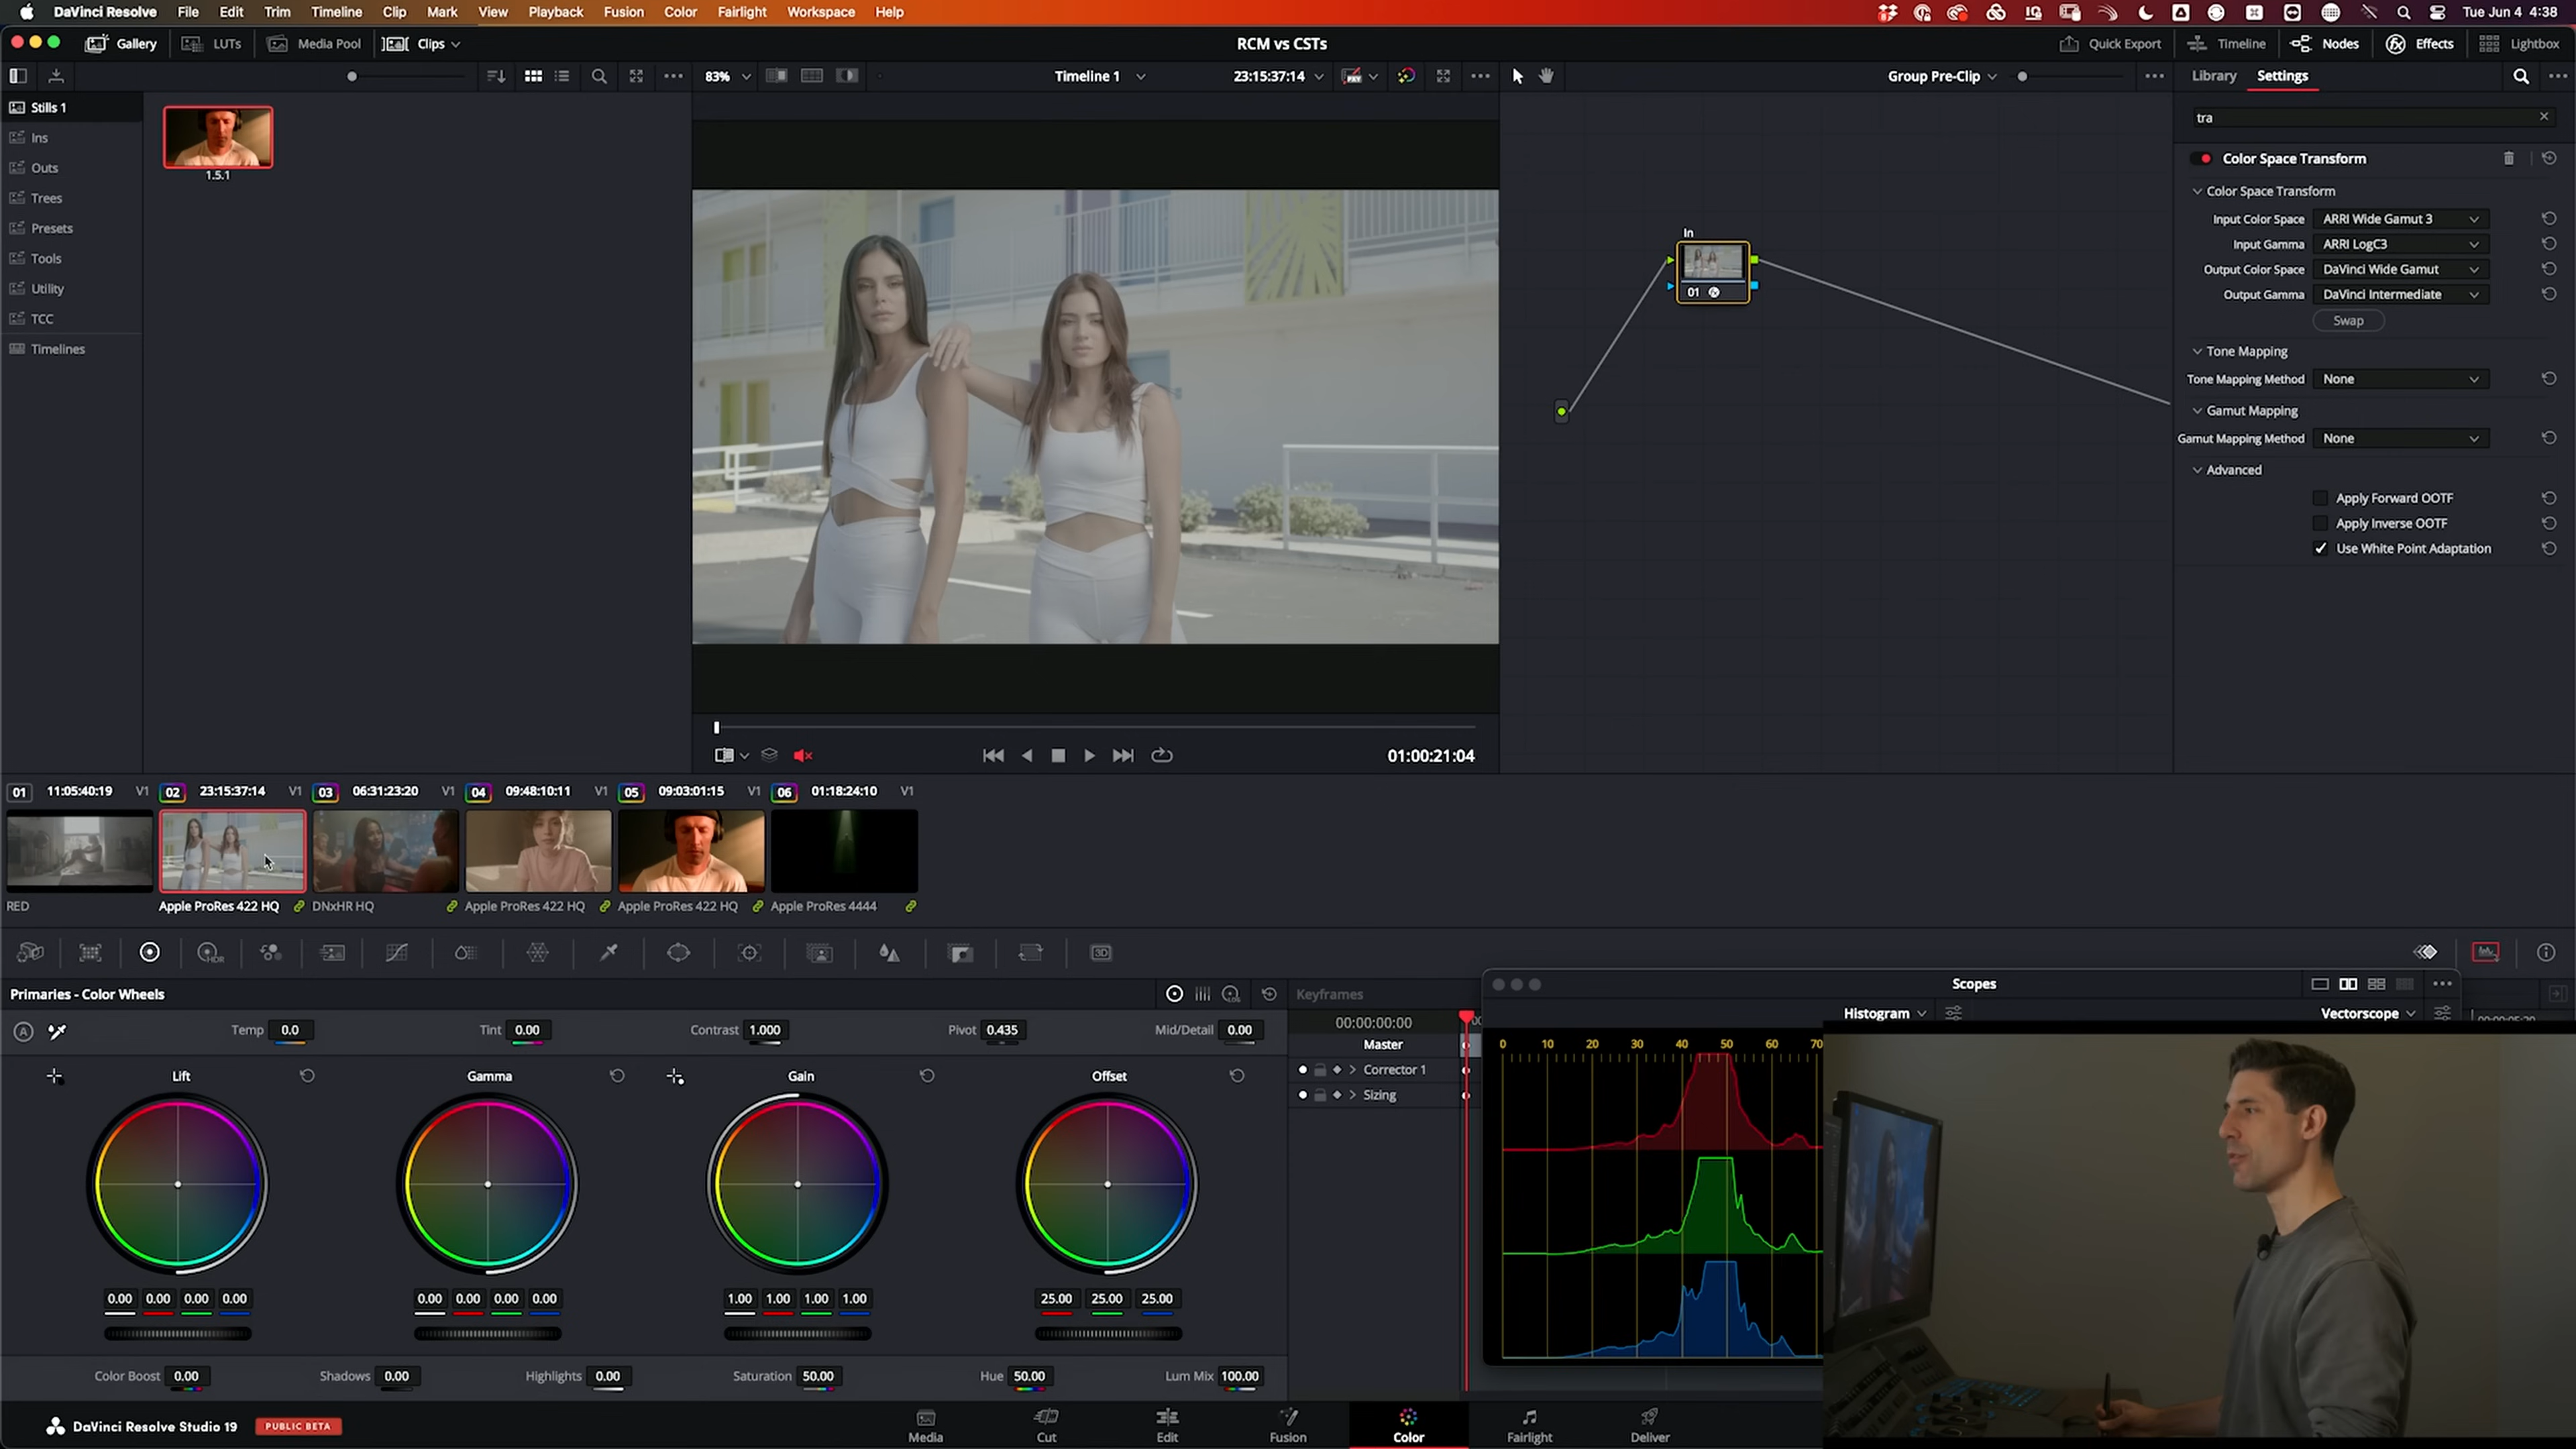 DaVinci Resolve File Edit Trim Timeline Clip Mark View Playback Fusion Color Fairlight Workspace Help Tue Jun 4 4:38
Gallery LUTs Media Pool Clips RCM vs CSTs Quick Export Timeline Nodes Effects Lightbox
83% Timeline 1 23:15:37:14 Group Pre-Clip Library Settings
Stills 1
Ins
Outs
Trees
Presets
Tools
Utility
TCC
Timelines
1.5.1
In
01
tra
Color Space Transform
Color Space Transform
Input Color Space ARRI Wide Gamut 3
Input Gamma ARRI LogC3
Output Color Space DaVinci Wide Gamut
Output Gamma DaVinci Intermediate
Swap
Tone Mapping
Tone Mapping Method None
Gamut Mapping
Gamut Mapping Method None
Advanced
Apply Forward OOTF
Apply Inverse OOTF
Use White Point Adaptation
01:00:21:04
01 11:05:40:19 V1 02 23:15:37:14 V1 03 06:31:23:20 V1 04 09:48:10:11 V1 05 09:03:01:15 V1 06 01:18:24:10 V1
RED Apple ProRes 422 HQ DNxHR HQ Apple ProRes 422 HQ Apple ProRes 422 HQ Apple ProRes 4444
HDR 3D
Primaries - Color Wheels
Temp 0.0 Tint 0.00 Contrast 1.000 Pivot 0.435 Mid/Detail 0.00
Lift Gamma Gain Offset
0.00 0.00 0.00 0.00 0.00 0.00 0.00 0.00 1.00 1.00 1.00 1.00 25.00 25.00 25.00
Color Boost 0.00 Shadows 0.00 Highlights 0.00 Saturation 50.00 Hue 50.00 Lum Mix 100.00
Keyframes
00:00:00:00
Master
Corrector 1
Sizing
Scopes
Histogram Vectorscope
0 10 20 30 40 50 60 70
DaVinci Resolve Studio 19 PUBLIC BETA
Media Cut Edit Fusion Color Fairlight Deliver